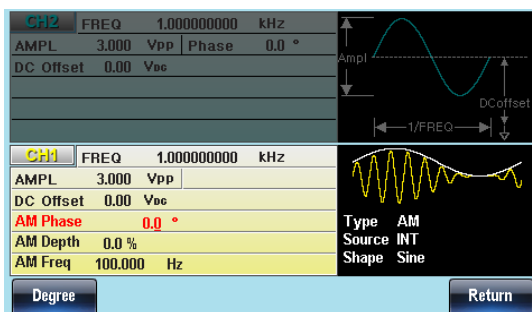 CH2 FREQ 1.000000000 kHz
AMPL 3.000 Vpp Phase 0.0 °
DC Offset 0.00 VDC
Ampl
DCoffset
1/FREQ
CH1 FREQ 1.000000000 kHz
AMPL 3.000 Vpp
DC Offset 0.00 VDC
AM Phase 0.0 °
AM Depth 0.0 %
AM Freq 100.000 Hz
Type AM
Source INT
Shape Sine
Degree Return